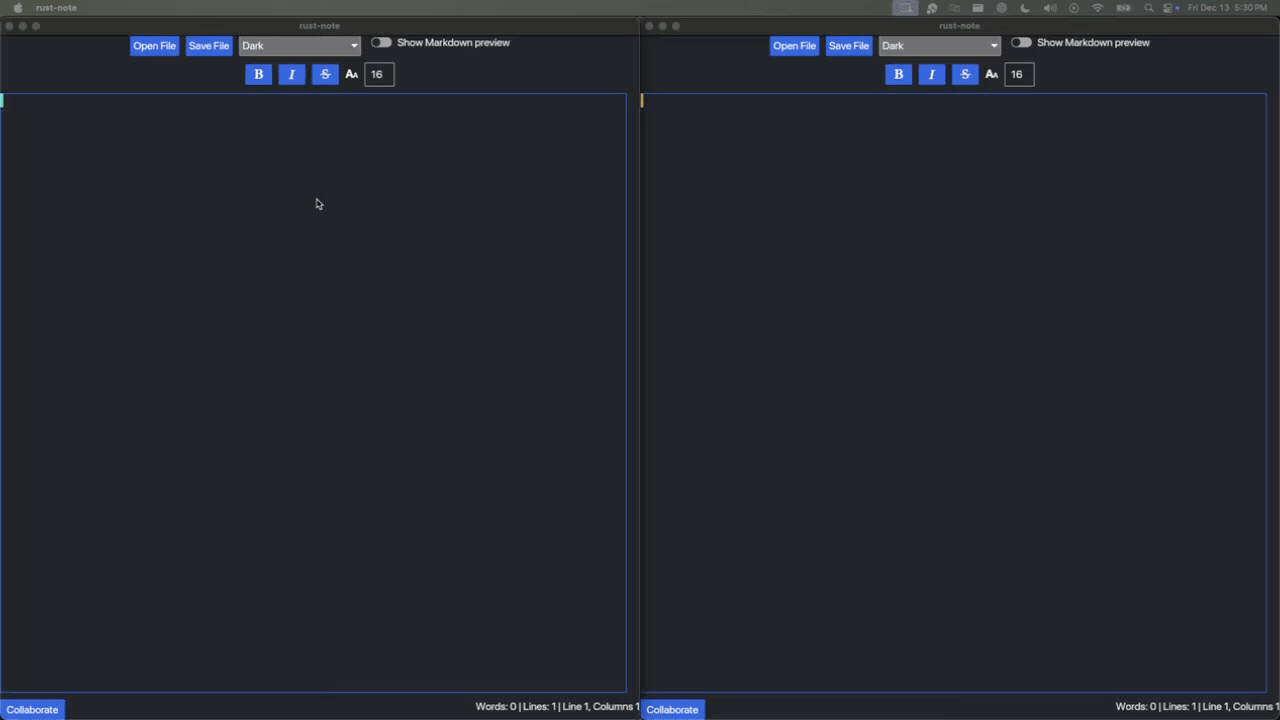 rust-note Fri Dec 13 5:30 PM
rust-note
Open File Save File Dark Show Markdown preview
B I S AA 16
Collaborate Words: 0 | Lines: 1 | Line 1, Columns 1
rust-note
Open File Save File Dark Show Markdown preview
B I S AA 16
Collaborate Words: 0 | Lines: 1 | Line 1, Columns 1